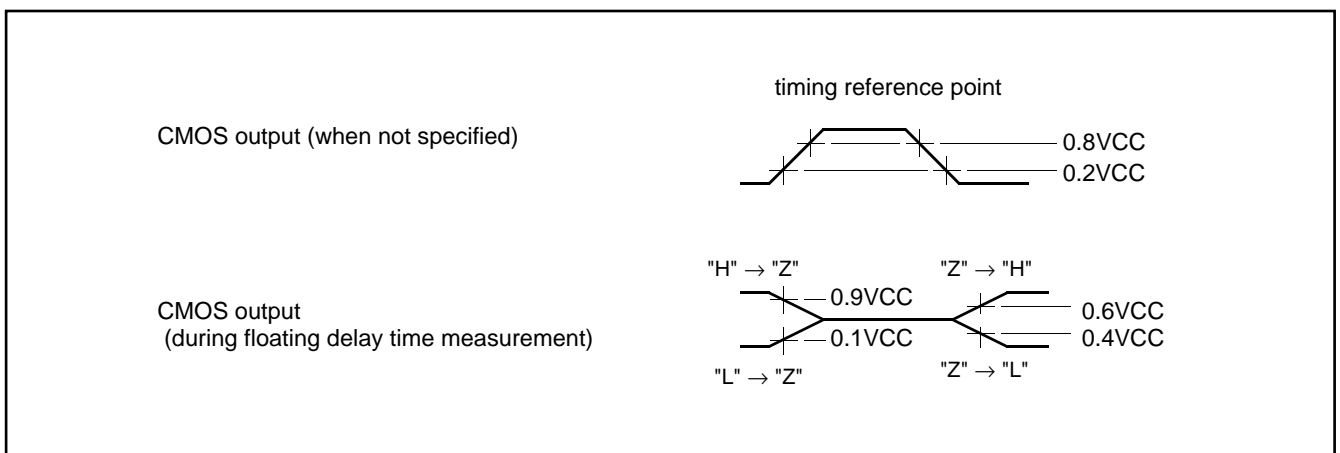 timing reference point
CMOS output (when not specified)
0.8VCC
0.2VCC
"H" → "Z"
"Z" → "H"
CMOS output
(during floating delay time measurement)
0.9VCC
0.6VCC
0.1VCC
0.4VCC
"L" → "Z"
"Z" → "L"